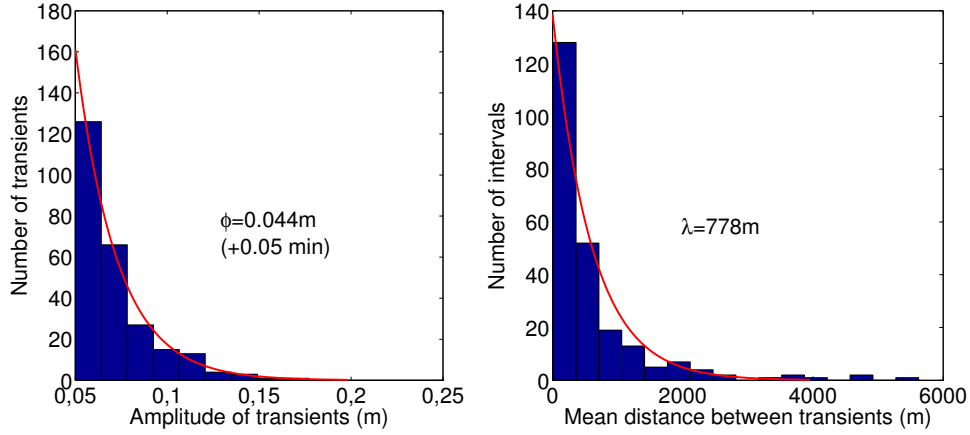 180
160
140
120
100
80
60
40
20
0
Number of transients
ϕ=0.044m
(+0.05 min)
0,05 0,1 0,15 0,2 0,25
Amplitude of transients (m)
140
120
100
80
60
40
20
0
Number of intervals
λ=778m
0 2000 4000 6000
Mean distance between transients (m)